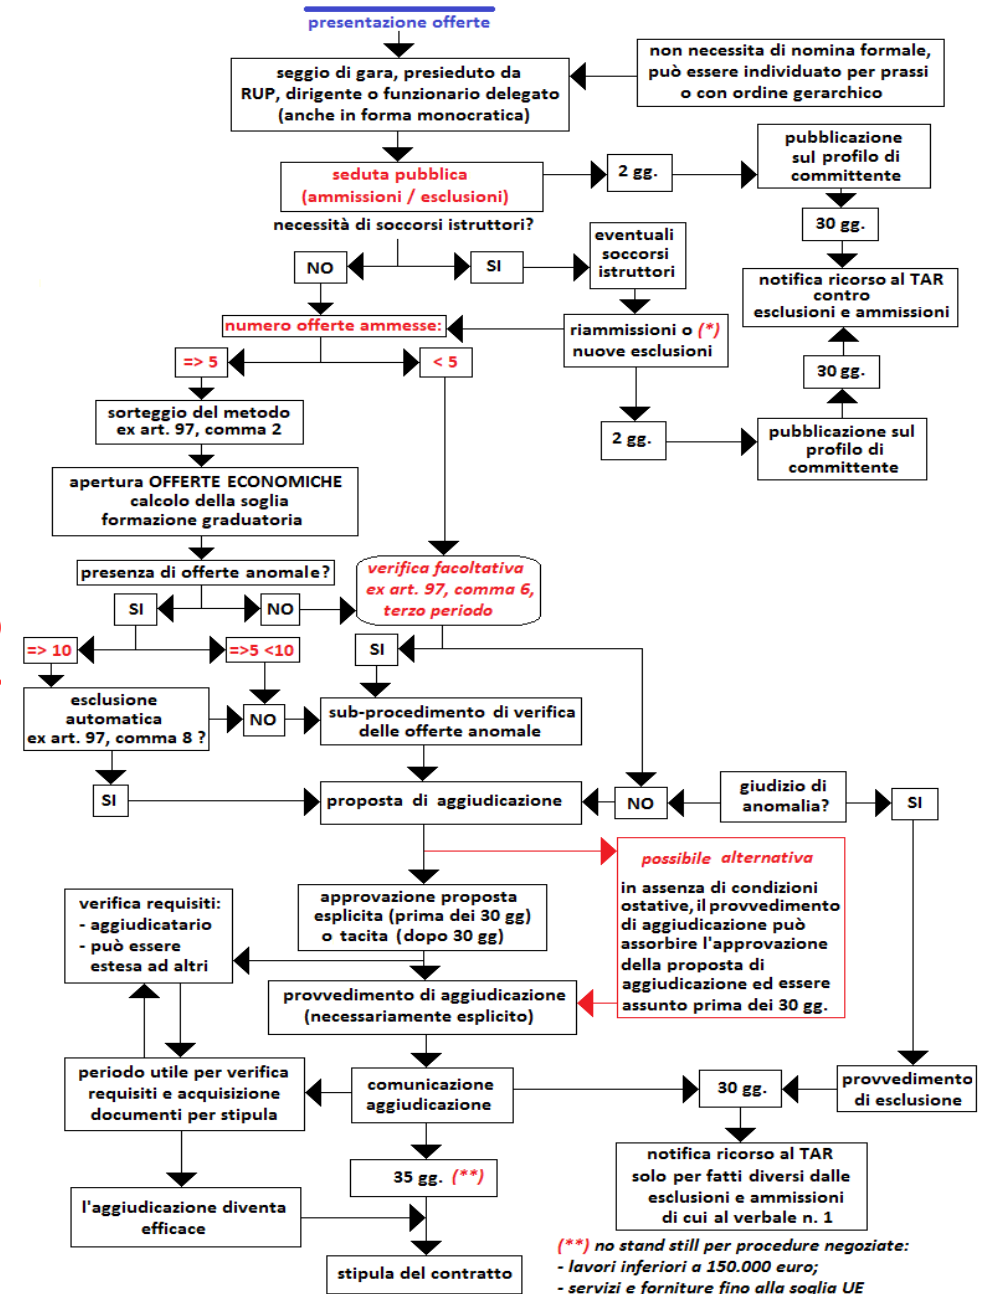 presentazione offerte
seggio di gara, presieduto da
RUP, dirigente o funzionario delegato
(anche in forma monocratica)
non necessita di nomina formale,
può essere individuato per prassi
o con ordine gerarchico
seduta pubblica
(ammissioni / esclusioni)
2 gg.
pubblicazione
sul profilo di
committente
30 gg.
notifica ricorso al TAR
contro
esclusioni e ammissioni
30 gg.
pubblicazione sul
profilo di
committente
necessità di soccorsi istruttori?
NO
SI
eventuali
soccorsi
istruttori
riammissioni o (*)
nuove esclusioni
2 gg.
numero offerte ammesse:
=> 5
< 5
sorteggio del metodo
ex art. 97, comma 2
apertura OFFERTE ECONOMICHE
calcolo della soglia
formazione graduatoria
presenza di offerte anomale?
SI
NO
verifica facoltativa
ex art. 97, comma 6,
terzo periodo
=> 10
=>5 <10
SI
esclusione
automatica
ex art. 97, comma 8 ?
NO
sub-procedimento di verifica
delle offerte anomale
SI
proposta di aggiudicazione
NO
giudizio di
anomalia?
SI
possibile alternativa
in assenza di condizioni
ostative, il provvedimento
di aggiudicazione può
assorbire l'approvazione
della proposta di
aggiudicazione ed essere
assunto prima dei 30 gg.
approvazione proposta
esplicita (prima dei 30 gg)
o tacita (dopo 30 gg)
verifica requisiti:
- aggiudicatario
- può essere
estesa ad altri
provvedimento di aggiudicazione
(necessariamente esplicito)
periodo utile per verifica
requisiti e acquisizione
documenti per stipula
comunicazione
aggiudicazione
30 gg.
provvedimento
di esclusione
35 gg. (**)
notifica ricorso al TAR
solo per fatti diversi dalle
esclusioni e ammissioni
di cui al verbale n. 1
l'aggiudicazione diventa
efficace
stipula del contratto
(**) no stand still per procedure negoziate:
- lavori inferiori a 150.000 euro;
- servizi e forniture fino alla soglia UE